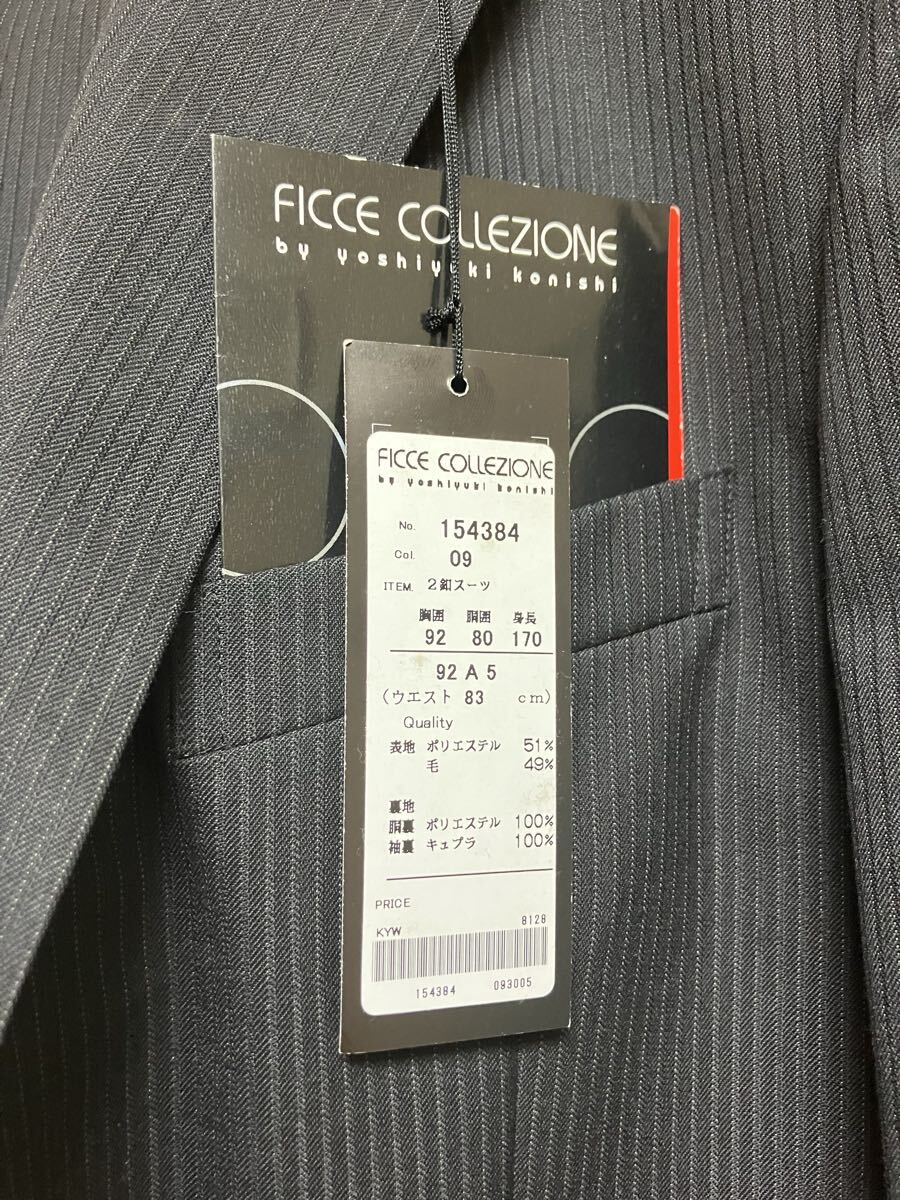 FICCE COLLEZIONE
by yoshiyuki konishi
FICCE COLLEZIONE
by yoshiyuki konishi
No. 154384
Col. 09
ITEM. 2釦スーツ
胸囲 胴囲 身長
92 80 170
92 A 5
(ウエスト 83 cm)
Quality
表地 ポリエステル 51%
毛 49%
裏地
胴裏 ポリエステル 100%
袖裏 キュプラ 100%
PRICE
KYW 8128
154384 093005